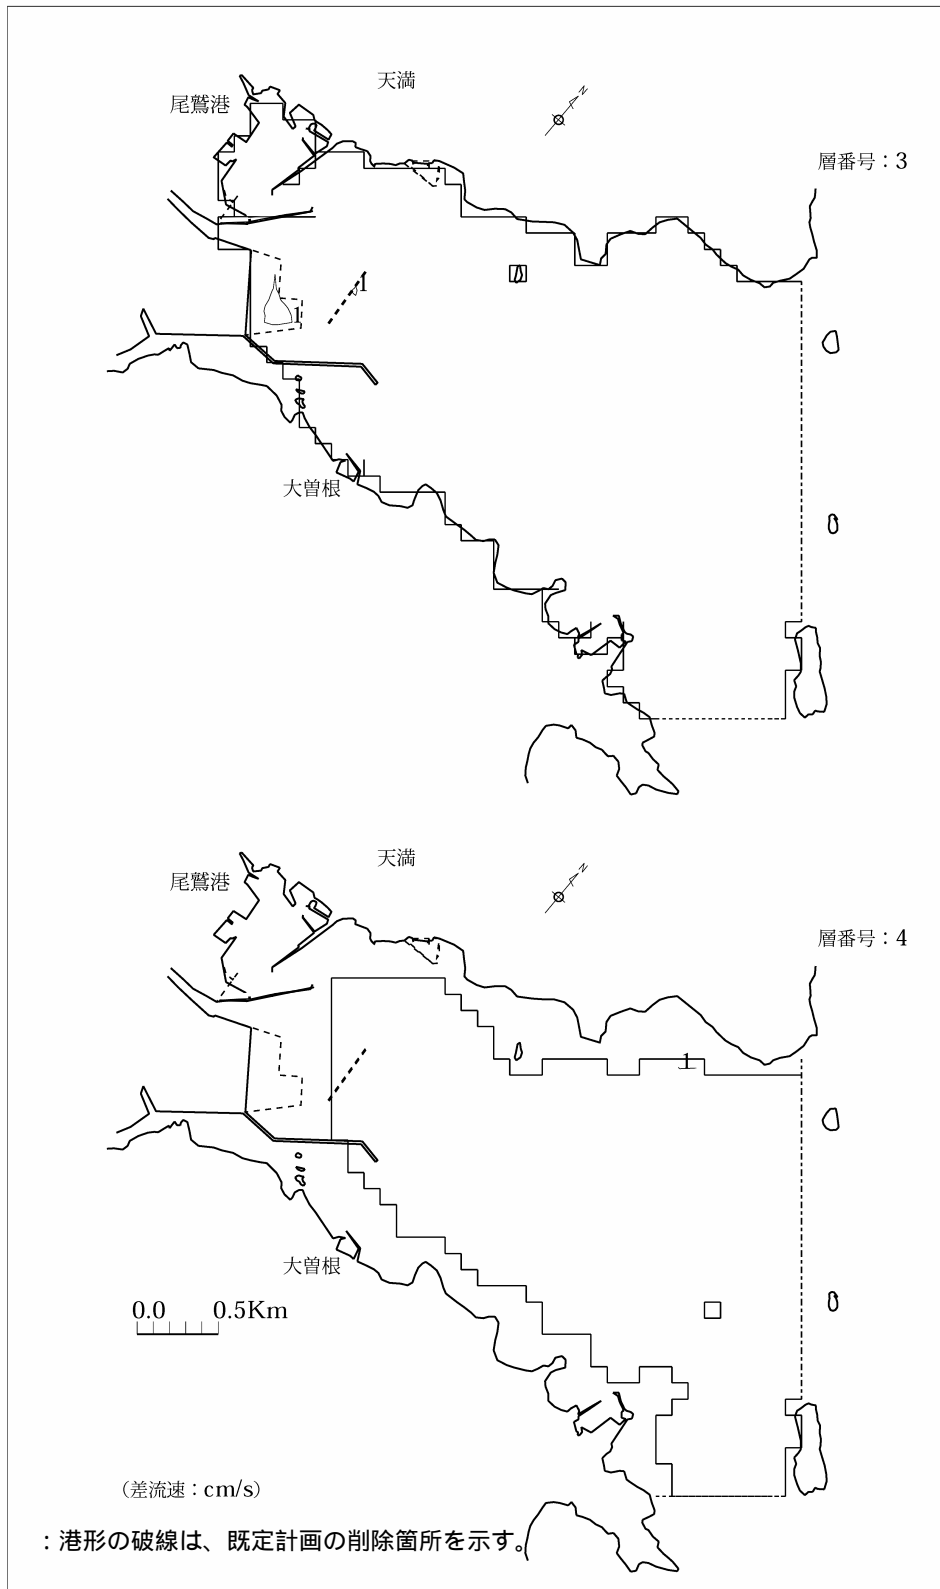 天満
尾鷲港
N
層番号：3
1
1
大曽根
天満
尾鷲港
N
層番号：4
1
大曽根
0.0 0.5Km
（差流速：cm/s）
：港形の破線は、既定計画の削除箇所を示す。